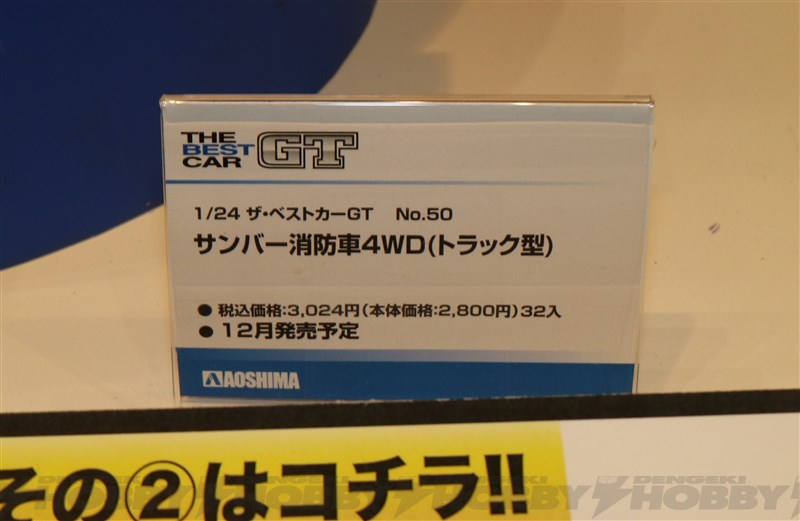 THE
BEST
CAR
GT
1/24 ザ・ベストカーGT No.50
サンバー消防車4WD(トラック型)
● 税込価格:3,024円(本体価格:2,800円)32入
● 12月発売予定
AOSHIMA
その②はコチラ!!
DENGEKI
HOBBY
DENGEKI
HOBBY